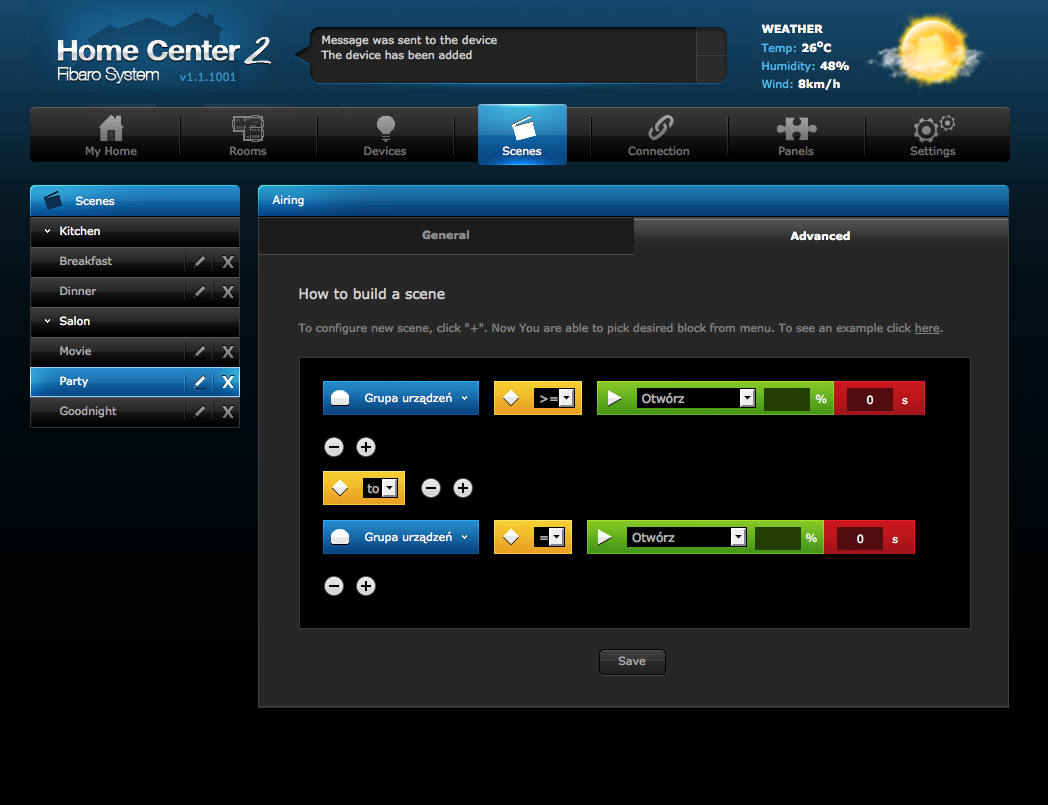 Home Center 2
Fibaro System v1.1.1001
Message was sent to the device
The device has been added
WEATHER
Temp: 26°C
Humidity: 48%
Wind: 8km/h
My Home
Rooms
Devices
Scenes
Connection
Panels
Settings
Scenes
Kitchen
Breakfast X
Dinner X
Salon
Movie X
Party X
Goodnight X
Airing
General
Advanced
How to build a scene
To configure new scene, click "+". Now You are able to pick desired block from menu. To see an example click here.
Grupa urządzeń >= Otwórz % 0 s
to
Grupa urządzeń = Otwórz % 0 s
Save